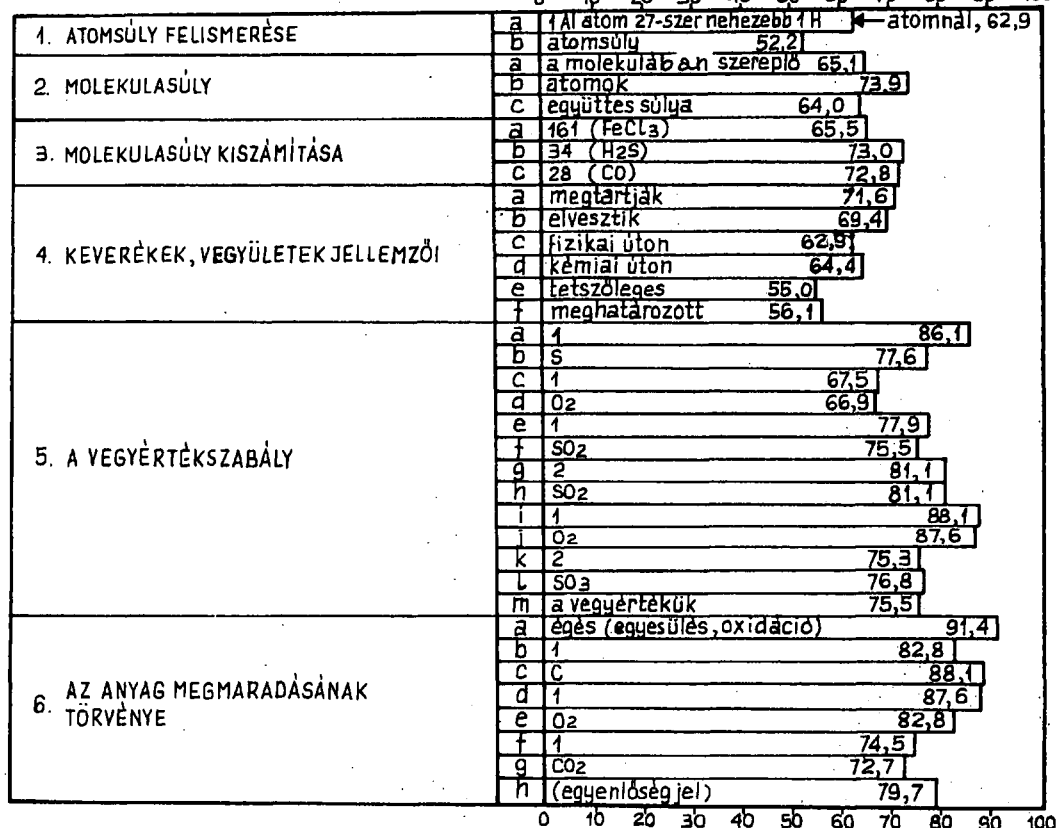 1. ATOMSÚLY FELISMERÉSE
a 1 Al atom 27-szer nehezebb 1 H ← atomnál, 62,9
b atomsúly 52,2
2. MOLEKULASÚLY
a a molekulában szereplő 65,1
b atomok 73,9
c együttes súlya 64,0
3. MOLEKULASÚLY KISZÁMÍTÁSA
a 161 (FeCl3) 65,5
b 34 (H2S) 73,0
c 28 (CO) 72,8
4. KEVERÉKEK, VEGYÜLETEK JELLEMZŐI
a megtartják 71,6
b elvesztik 69,4
c fizikai úton 62,9
d kémiai úton 64,4
e tetszőleges 55,0
f meghatározott 56,1
5. A VEGYÉRTÉKSZABÁLY
a 1 86,1
b S 77,6
c 1 67,5
d O2 66,9
e 1 77,9
f SO2 75,5
g 2 81,1
h SO2 81,1
i 1 88,1
j O2 87,6
k 2 75,3
l SO3 76,8
m a vegyértékük 75,5
6. AZ ANYAG MEGMARADÁSÁNAK
TÖRVÉNYE
a égés (egyesülés, oxidáció) 91,4
b 1 82,8
c C 88,1
d 1 87,6
e O2 82,8
f 1 74,5
g CO2 72,7
h (egyenlőségjel) 79,7
0 10 20 30 40 50 60 70 80 90 100